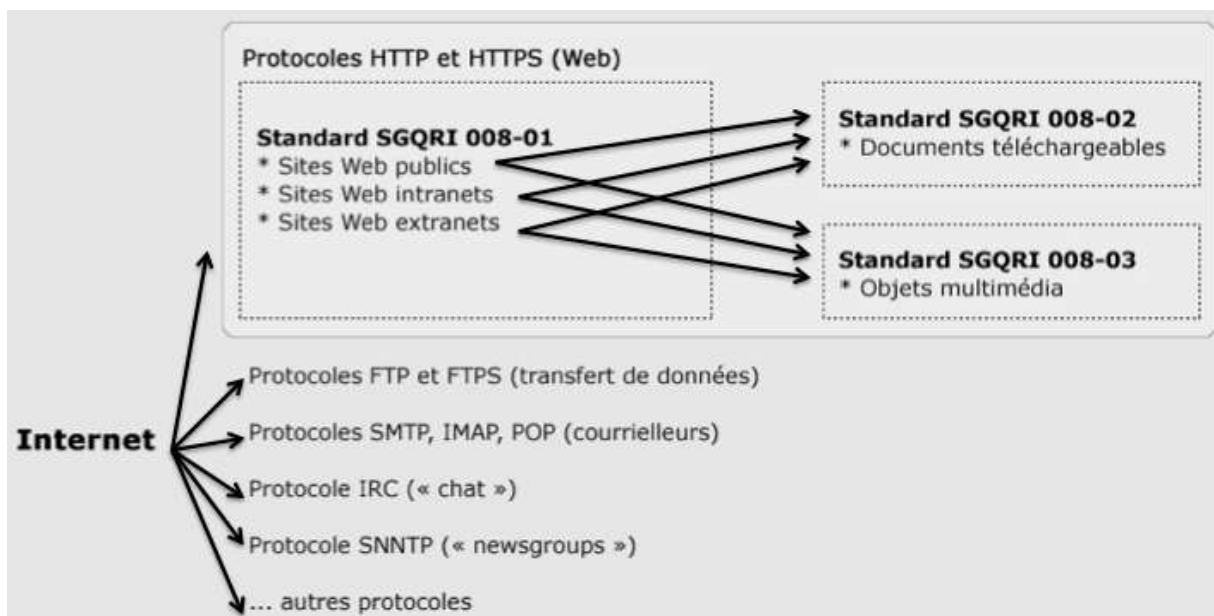 Protocoles HTTP et HTTPS (Web)
Standard SGQRI 008-01
* Sites Web publics
* Sites Web intranets
* Sites Web extranets
Standard SGQRI 008-02
* Documents téléchargeables
Standard SGQRI 008-03
* Objets multimédia
Internet
Protocoles FTP et FTPS (transfert de données)
Protocoles SMTP, IMAP, POP (courrielleurs)
Protocole IRC (« chat »)
Protocole SNNTP (« newsgroups »)
... autres protocoles